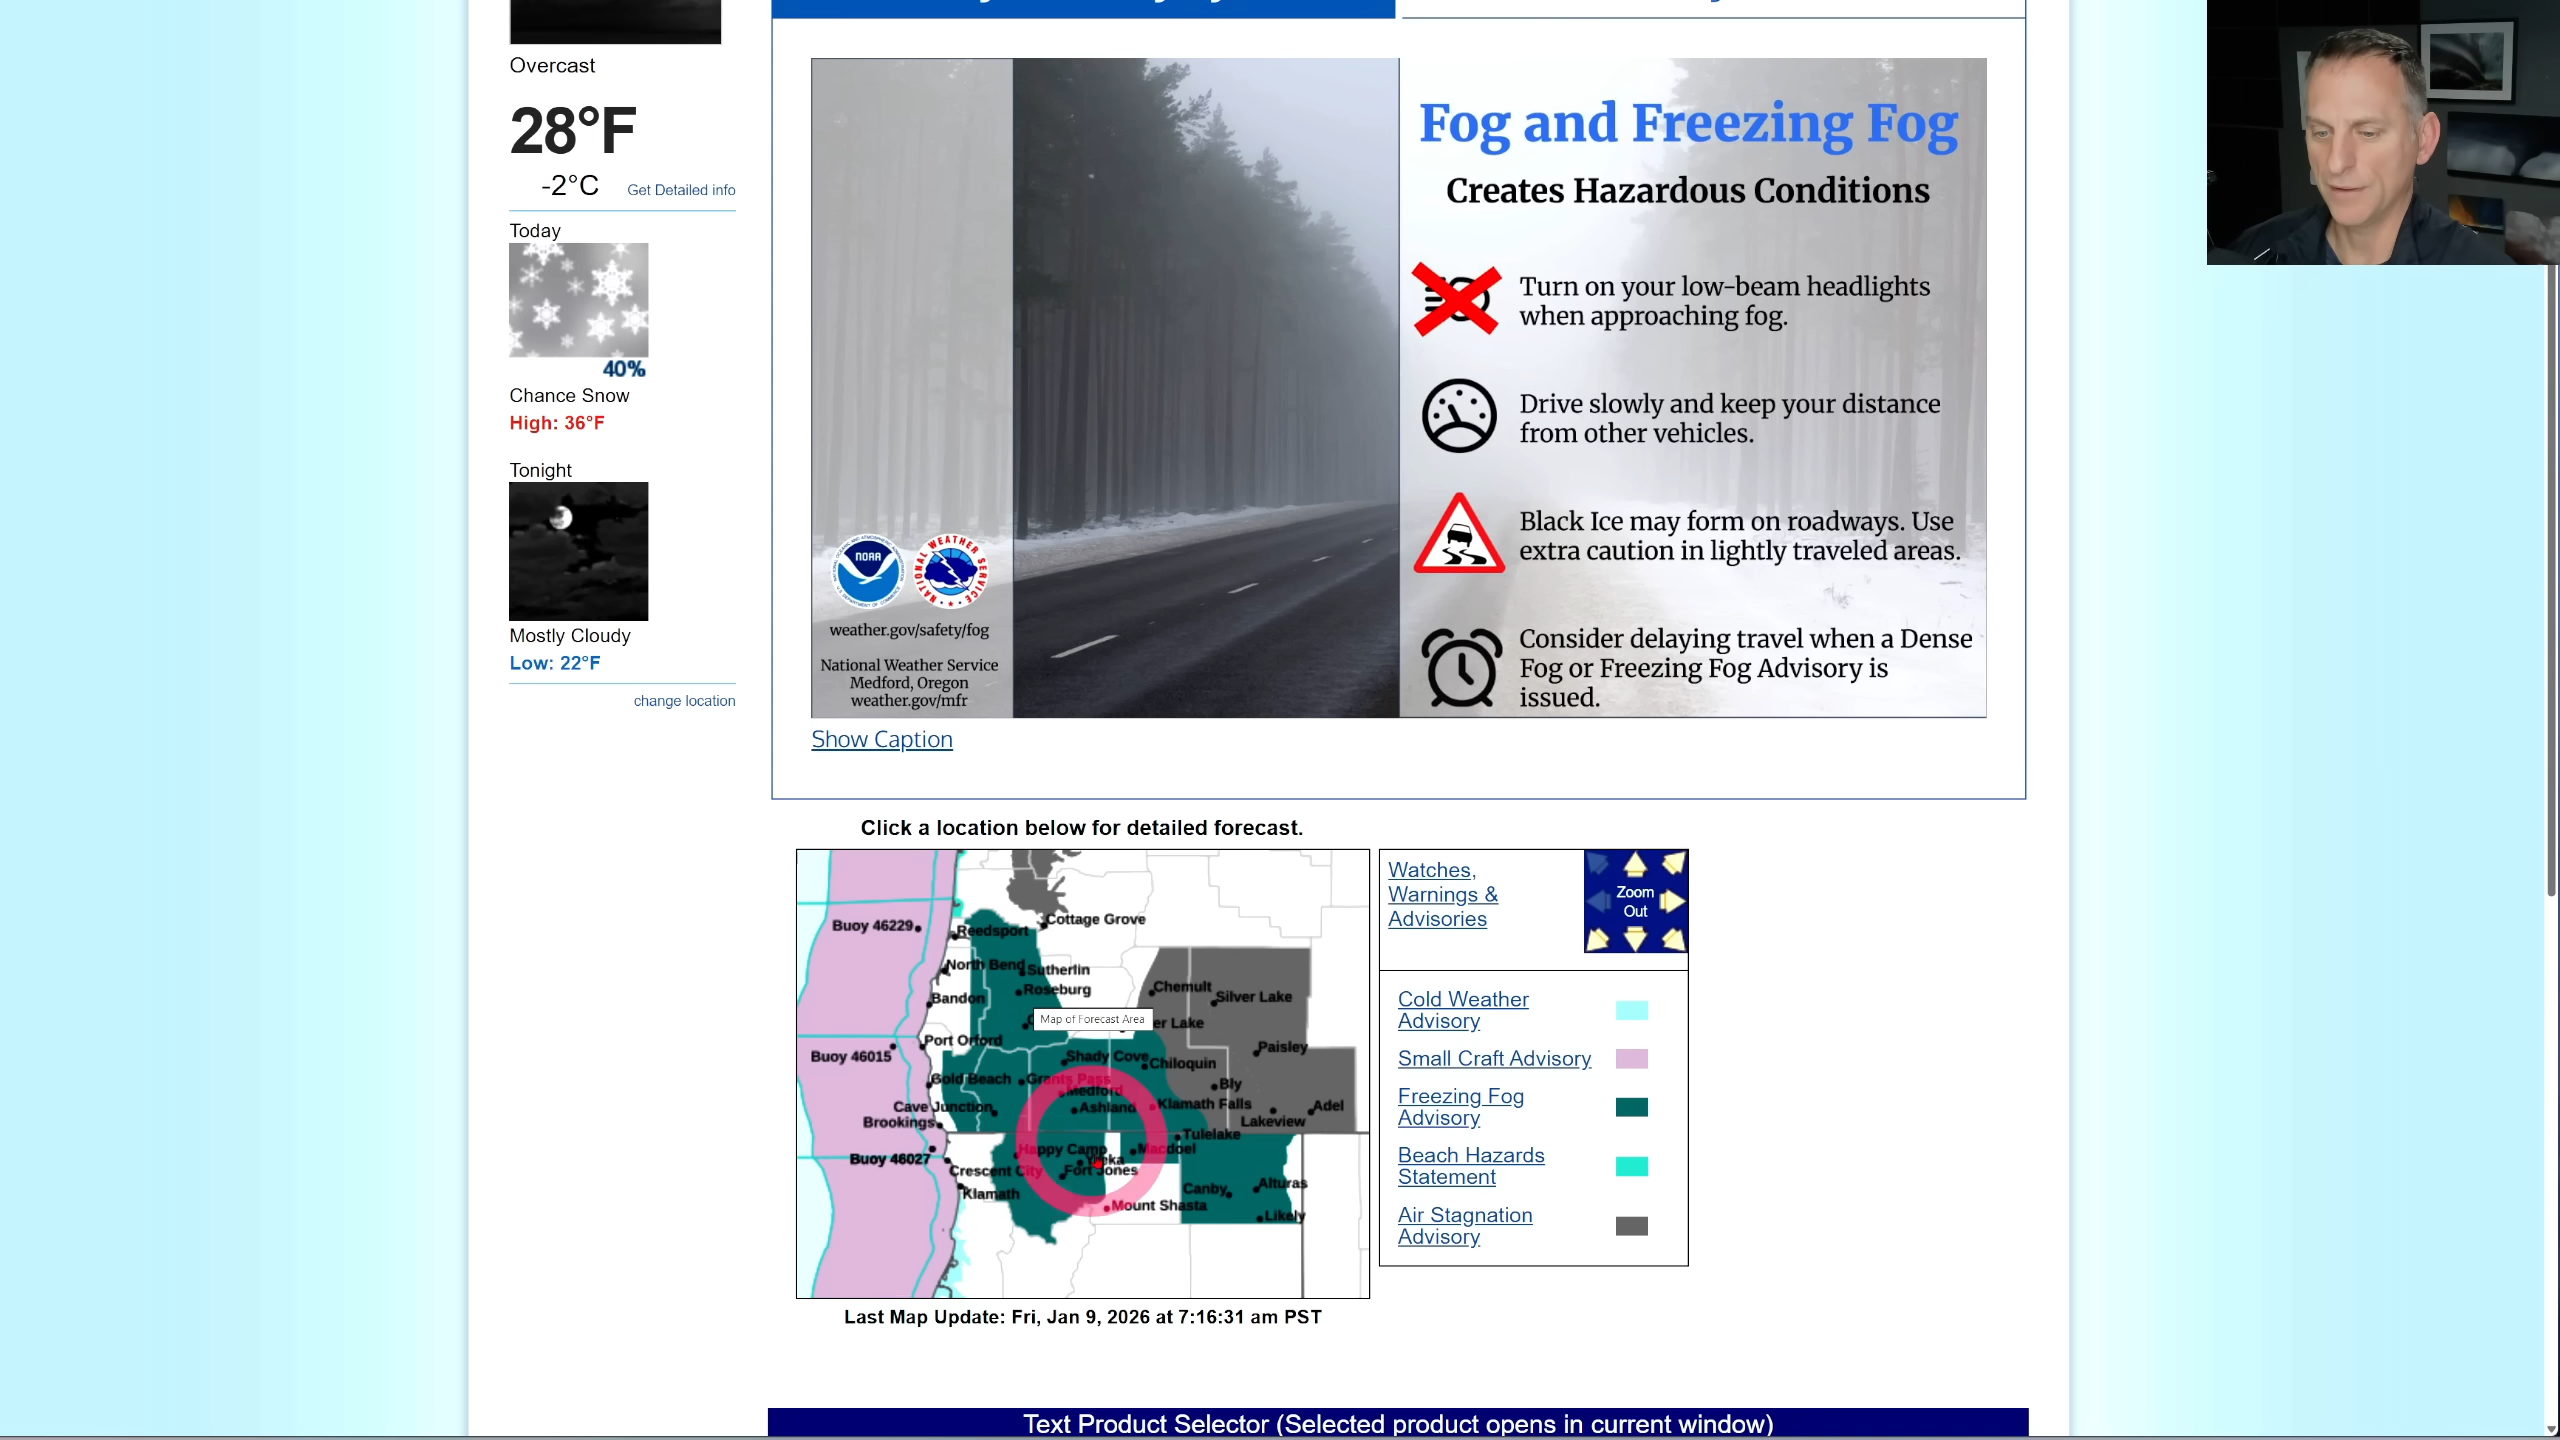 Overcast
28°F
-2°C
Get Detailed info
Today
40%
Chance Snow
High: 36°F
Tonight
Mostly Cloudy
Low: 22°F
change location
Fog and Freezing Fog
Creates Hazardous Conditions
Turn on your low-beam headlights
when approaching fog.
Drive slowly and keep your distance
from other vehicles.
Black Ice may form on roadways. Use
extra caution in lightly traveled areas.
Consider delaying travel when a Dense
Fog or Freezing Fog Advisory is
issued.
NOAA
NATIONAL WEATHER SERVICE
weather.gov/safety/fog
National Weather Service
Medford, Oregon
weather.gov/mfr
Show Caption
Click a location below for detailed forecast.
Cottage Grove
Buoy 46229
Reedsport
North Bend
Sutherlin
Roseburg
Chemult
Silver Lake
Bandon
Map of Forecast Area
er Lake
Port Orford
Paisley
Buoy 46015
Shady Cove
Chiloquin
Gold Beach
Grants Pass
Bly
Medford
Cave Junction
Ashland
Klamath Falls
Adel
Brookings
Lakeview
Tulelake
Happy Camp
Macdoel
Buoy 46027
Yreka
Crescent City
Fort Jones
Klamath
Canby
Alturas
Mount Shasta
Likely
Watches,
Warnings &
Advisories
Zoom
Out
Cold Weather
Advisory
Small Craft Advisory
Freezing Fog
Advisory
Beach Hazards
Statement
Air Stagnation
Advisory
Last Map Update: Fri, Jan 9, 2026 at 7:16:31 am PST
Text Product Selector (Selected product opens in current window)